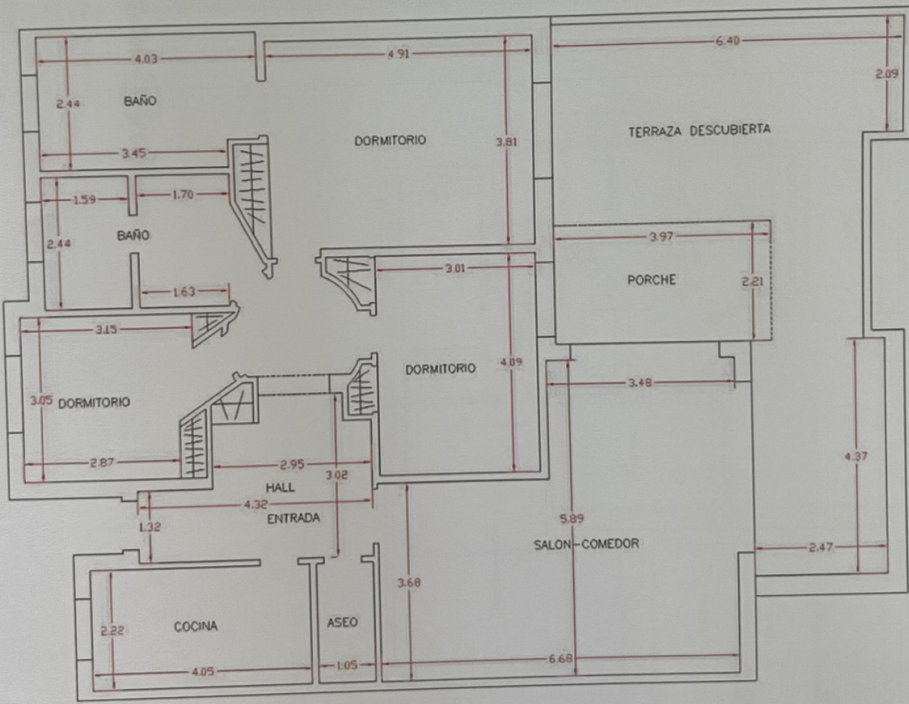 6.40
4.03
4.91
2.09
2.44
BAÑO
TERRAZA DESCUBIERTA
DORMITORIO
3.81
3.45
1.59
1.70
2.44
BAÑO
3.97
3.01
PORCHE
2.21
1.63
3.15
4.09
DORMITORIO
3.48
3.05
DORMITORIO
4.37
2.87
2.95
3.02
HALL
4.32
ENTRADA
1.32
5.89
SALON-COMEDOR
2.47
3.68
2.22
COCINA
ASEO
4.05
1.05
6.68